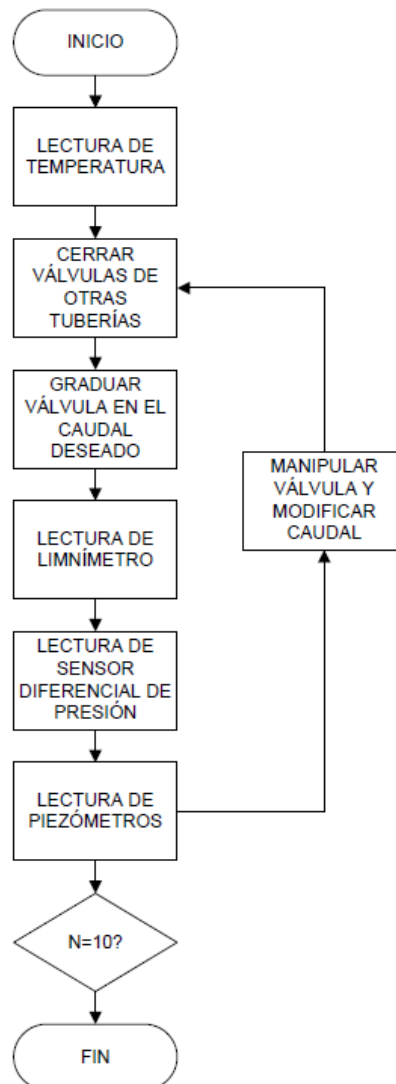 INICIO
LECTURA DE
TEMPERATURA
CERRAR
VÁLVULAS DE
OTRAS
TUBERÍAS
GRADUAR
VÁLVULA EN EL
CAUDAL
DESEADO
MANIPULAR
VÁLVULA Y
MODIFICAR
CAUDAL
LECTURA DE
LIMNÍMETRO
LECTURA DE
SENSOR
DIFERENCIAL DE
PRESIÓN
LECTURA DE
PIEZÓMETROS
N=10?
FIN